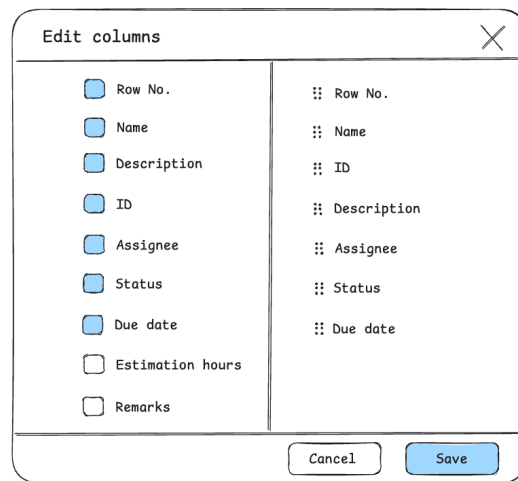 Edit columns
Row No.
Name
Description
ID
Assignee
Status
Due date
Estimation hours
Remarks
Row No.
Name
ID
Description
Assignee
Status
Due date
Cancel
Save